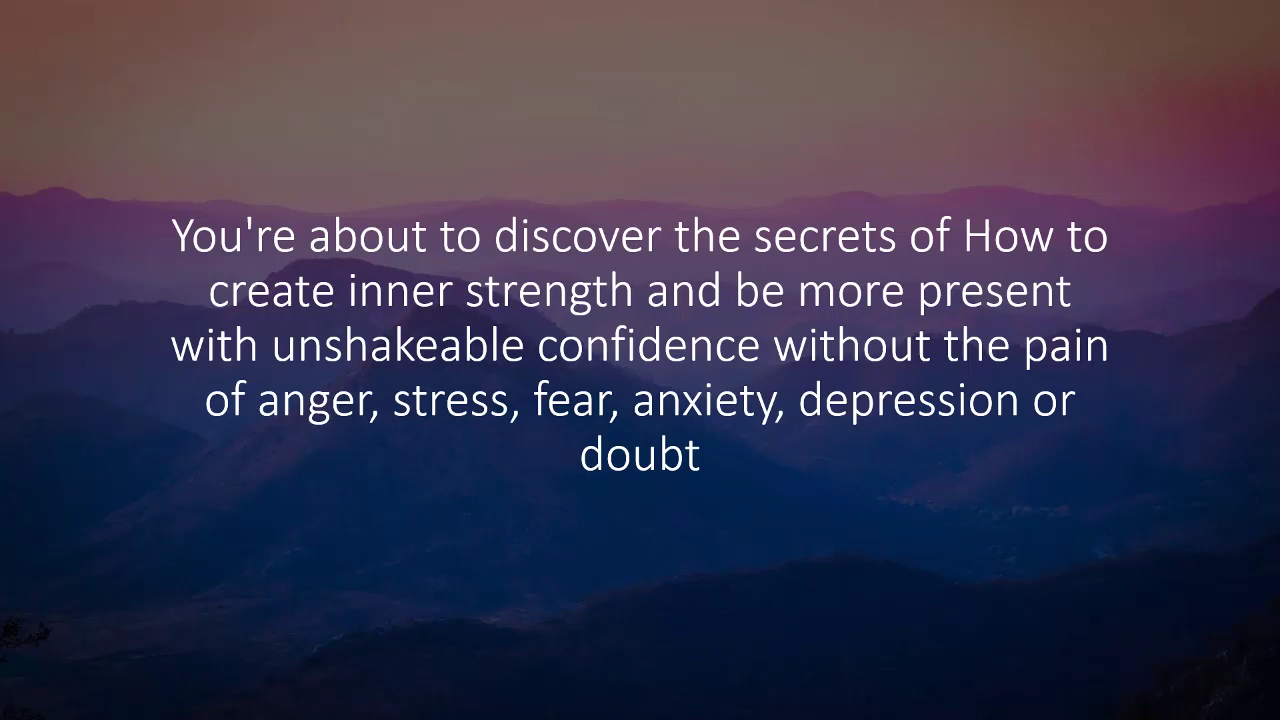 You're about to discover the secrets of How to
create inner strength and be more present
with unshakeable confidence without the pain
of anger, stress, fear, anxiety, depression or
doubt